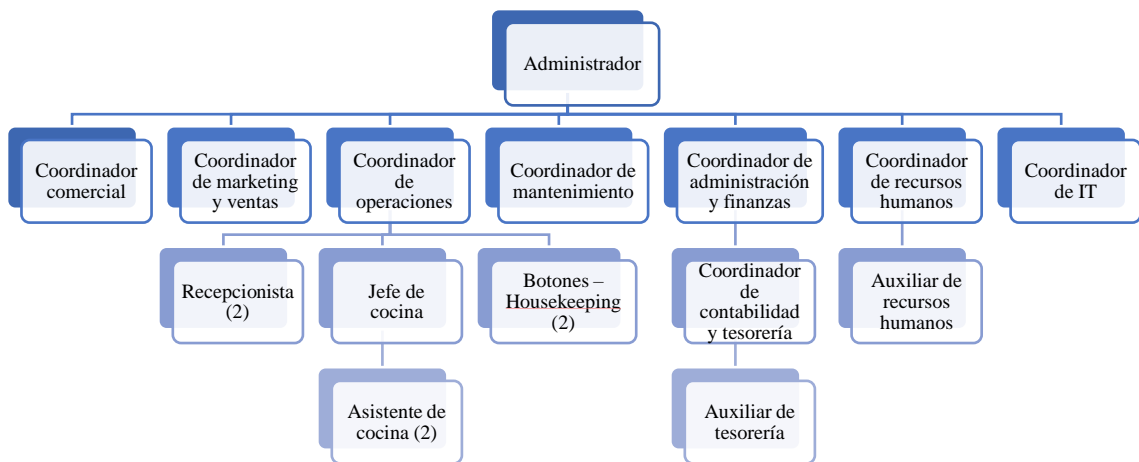 Administrador
Coordinador
comercial
Coordinador
de marketing
y ventas
Coordinador
de
operaciones
Coordinador de
mantenimiento
Coordinador de
administración
y finanzas
Coordinador
de recursos
humanos
Coordinador
de IT
Recepcionista
(2)
Jefe de
cocina
Botones –
Housekeeping
(2)
Coordinador
de
contabilidad
y tesorería
Auxiliar de
recursos
humanos
Asistente de
cocina (2)
Auxiliar de
tesorería